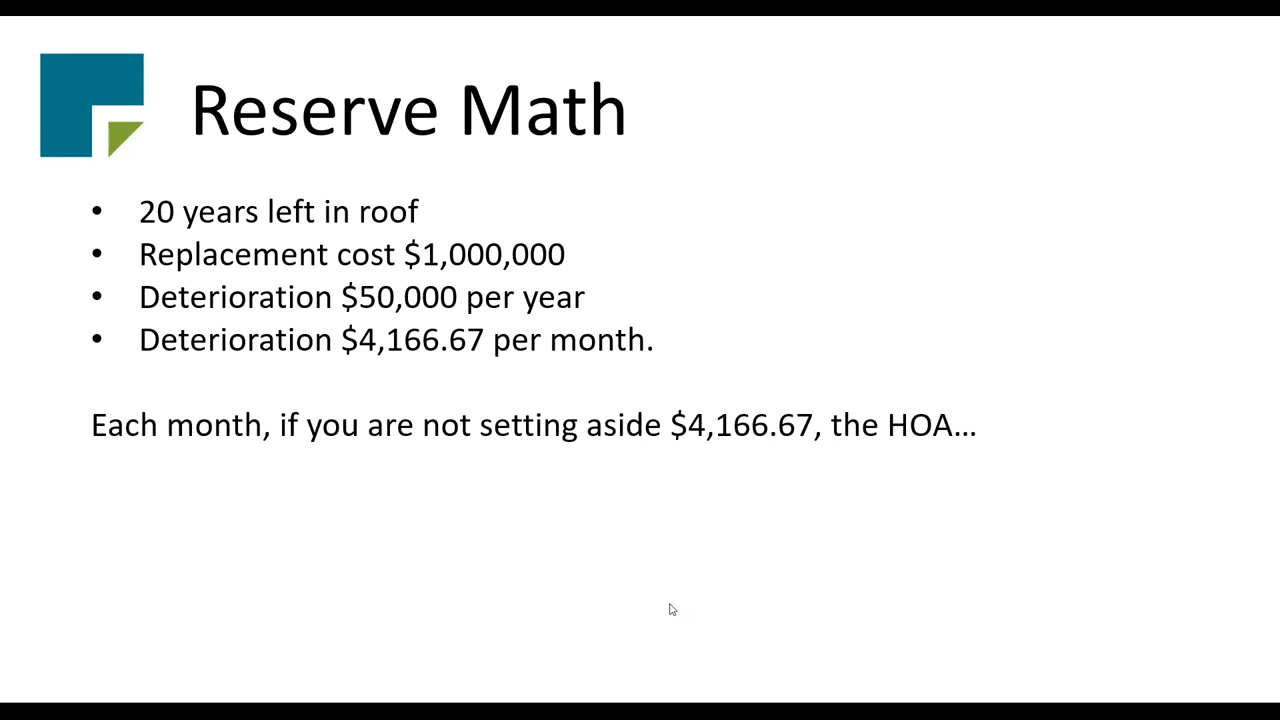 Reserve Math
• 20 years left in roof
• Replacement cost $1,000,000
• Deterioration $50,000 per year
• Deterioration $4,166.67 per month.
Each month, if you are not setting aside $4,166.67, the HOA…